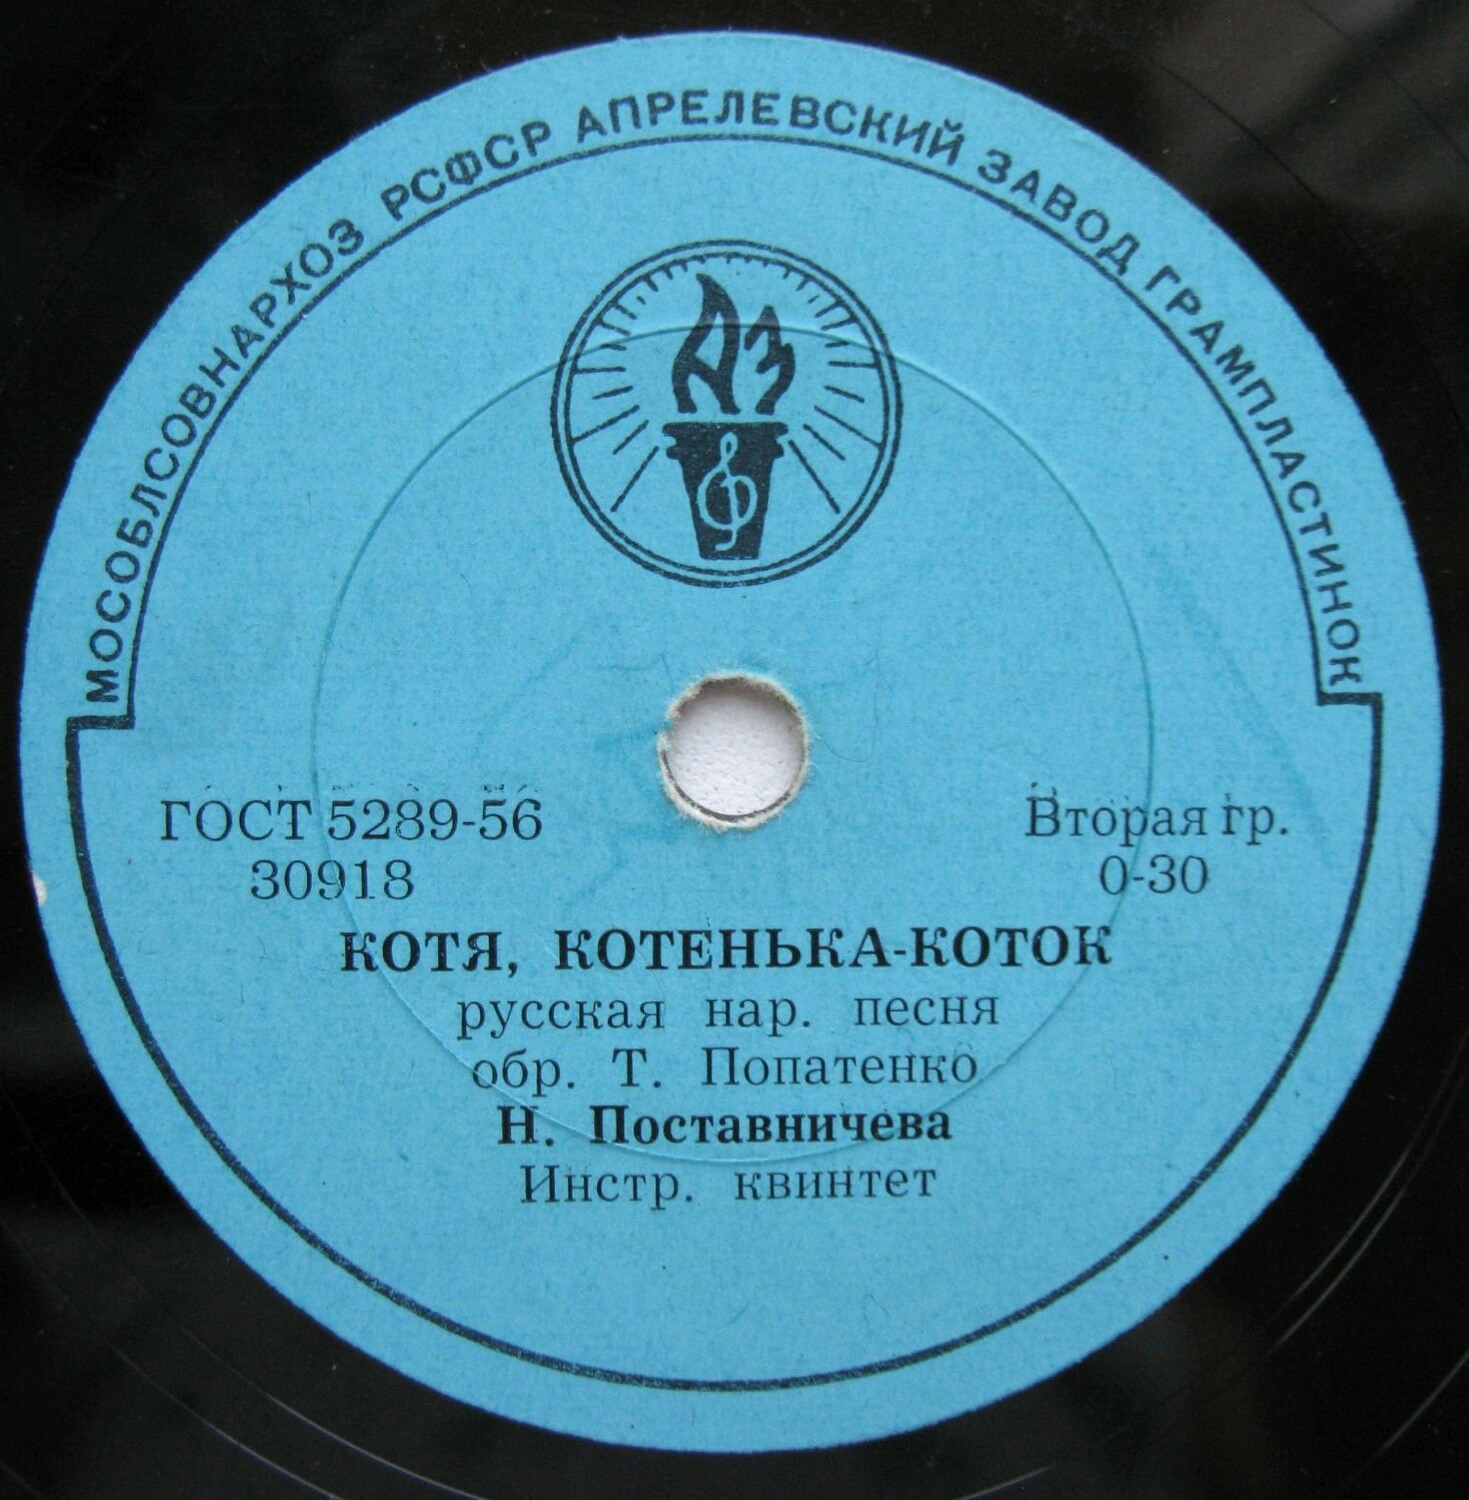 МОСОБЛСОВНАРХОЗ РСФСР АПРЕЛЕВСКИЙ ЗАВОД ГРАМПЛАСТИНОК
АЗ
ГОСТ 5289-56
30918
Вторая гр.
0-30
КОТЯ, КОТЕНЬКА-КОТОК
русская нар. песня
обр. Т. Попатенко
Н. Поставничева
Инстр. квинтет